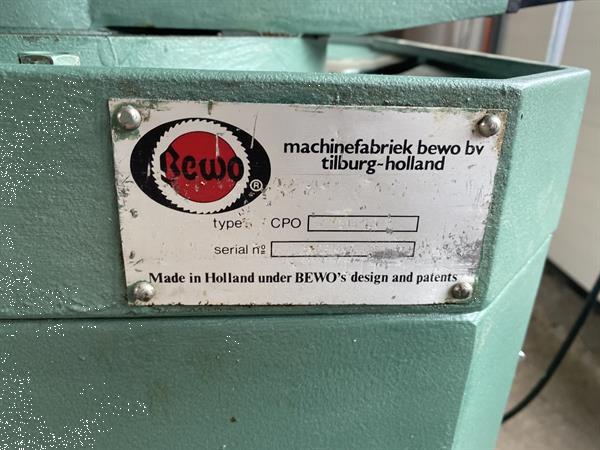 Bewo
®
machinefabriek bewo bv
tilburg-holland
type: CPO
serial nº
Made in Holland under BEWO's design and patents